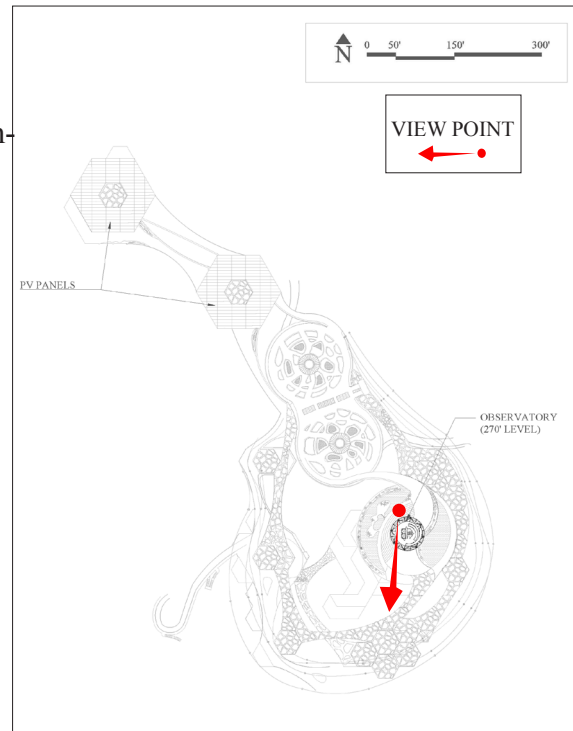 N
0 50' 150' 300'
n-
VIEW POINT
PV PANELS
OBSERVATORY
(270' LEVEL)